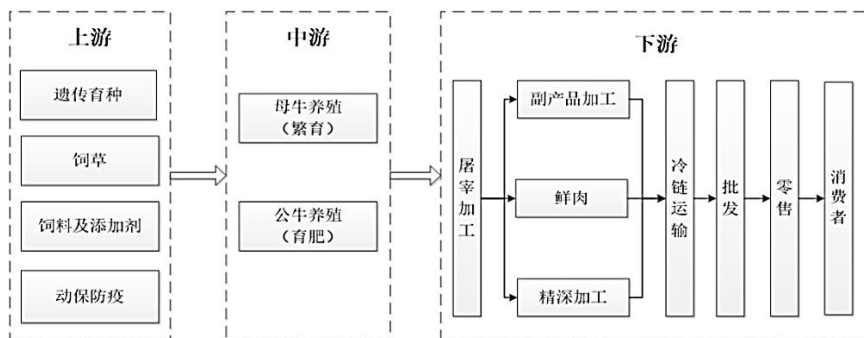 上游
遗传育种
饲草
饲料及添加剂
动保防疫
中游
母牛养殖
（繁育）
公牛养殖
（育肥）
下游
屠宰加工
副产品加工
鲜肉
精深加工
冷链运输
批发
零售
消费者